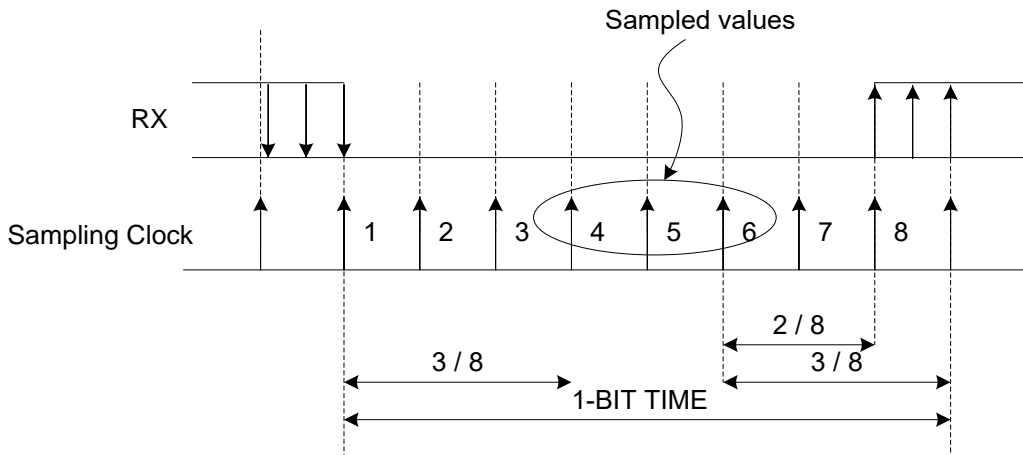 Sampled values
RX
Sampling Clock
1 2 3 4 5 6 7 8
2 / 8
3 / 8 3 / 8
1-BIT TIME